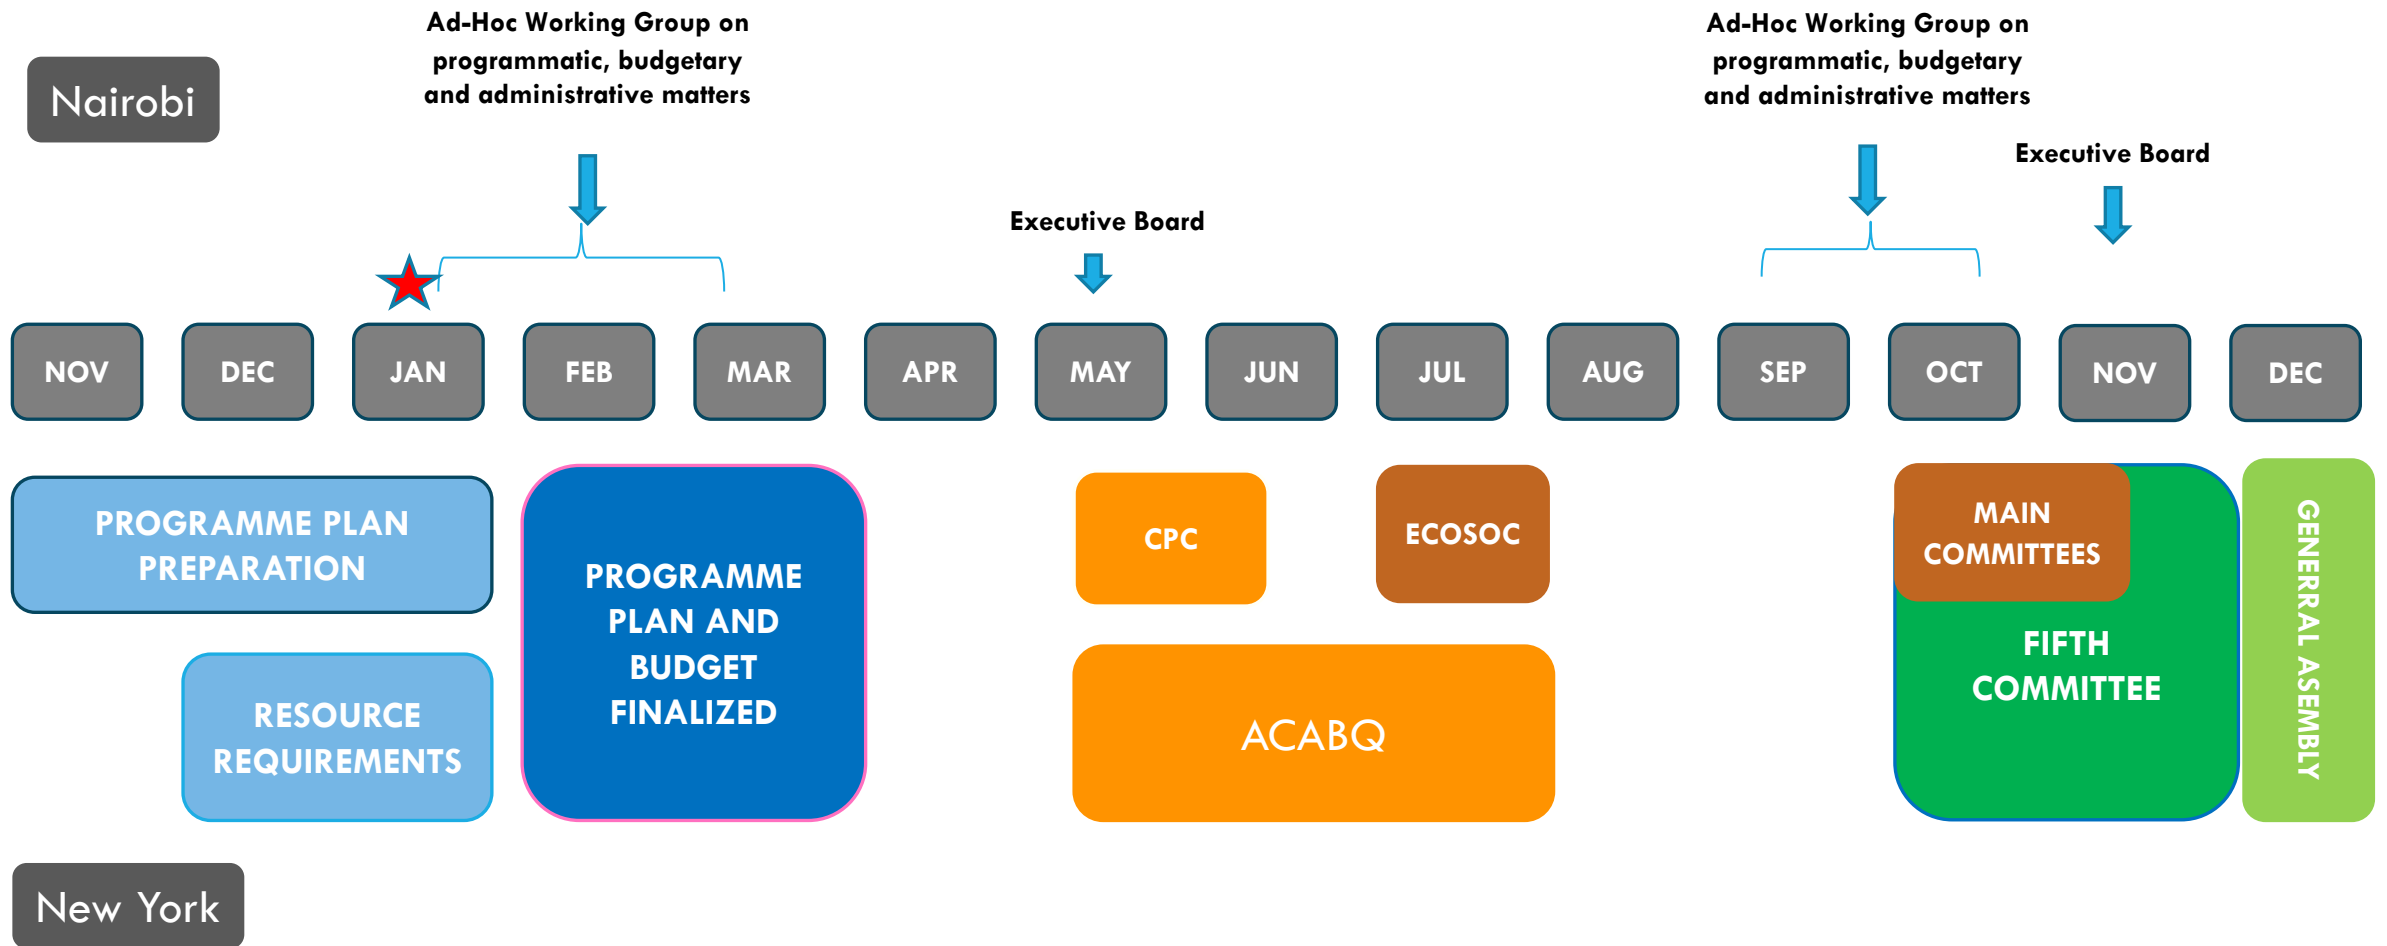 Ad-Hoc Working Group on
programmatic, budgetary
and administrative matters
Ad-Hoc Working Group on
programmatic, budgetary
and administrative matters
Nairobi
Executive Board
Executive Board
NOV
DEC
JAN
FEB
MAR
APR
MAY
JUN
JUL
AUG
SEP
OCT
NOV
DEC
PROGRAMME PLAN
PREPARATION
RESOURCE
REQUIREMENTS
PROGRAMME
PLAN AND
BUDGET
FINALIZED
CPC
ECOSOC
ACABQ
MAIN
COMMITTEES
FIFTH
COMMITTEE
GENERRAL ASEMBLY
New York